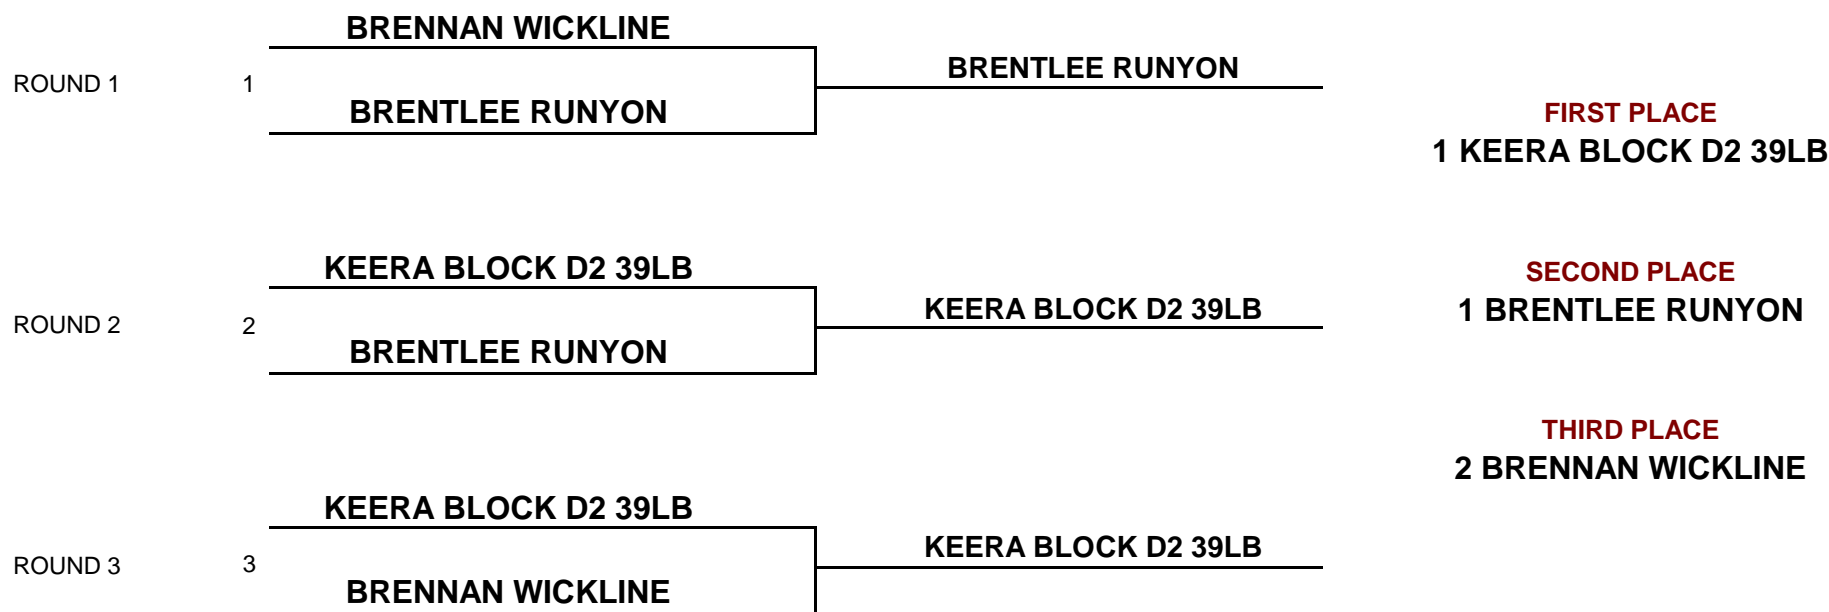 BRENNAN WICKLINE
ROUND 1
1
BRENTLEE RUNYON
BRENTLEE RUNYON
FIRST PLACE
1 KEERA BLOCK D2 39LB
KEERA BLOCK D2 39LB
ROUND 2
2
BRENTLEE RUNYON
KEERA BLOCK D2 39LB
SECOND PLACE
1 BRENTLEE RUNYON
THIRD PLACE
2 BRENNAN WICKLINE
KEERA BLOCK D2 39LB
ROUND 3
3
BRENNAN WICKLINE
KEERA BLOCK D2 39LB